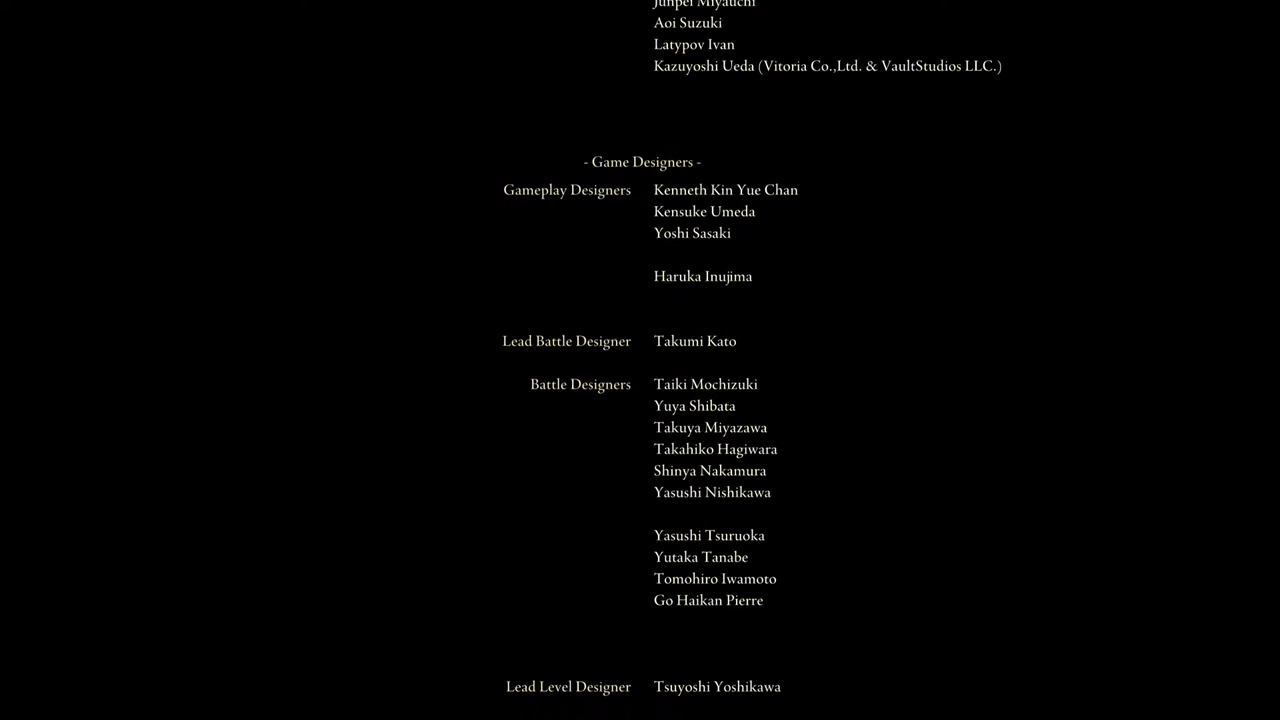 Junpei Miyauchi
Aoi Suzuki
Latypov Ivan
Kazuyoshi Ueda (Vitoria Co.,Ltd. & VaultStudios LLC.)
- Game Designers -
Gameplay Designers Kenneth Kin Yue Chan
Kensuke Umeda
Yoshi Sasaki
Haruka Inujima
Lead Battle Designer Takumi Kato
Battle Designers Taiki Mochizuki
Yuya Shibata
Takuya Miyazawa
Takahiko Hagiwara
Shinya Nakamura
Yasushi Nishikawa
Yasushi Tsuruoka
Yutaka Tanabe
Tomohiro Iwamoto
Go Haikan Pierre
Lead Level Designer Tsuyoshi Yoshikawa